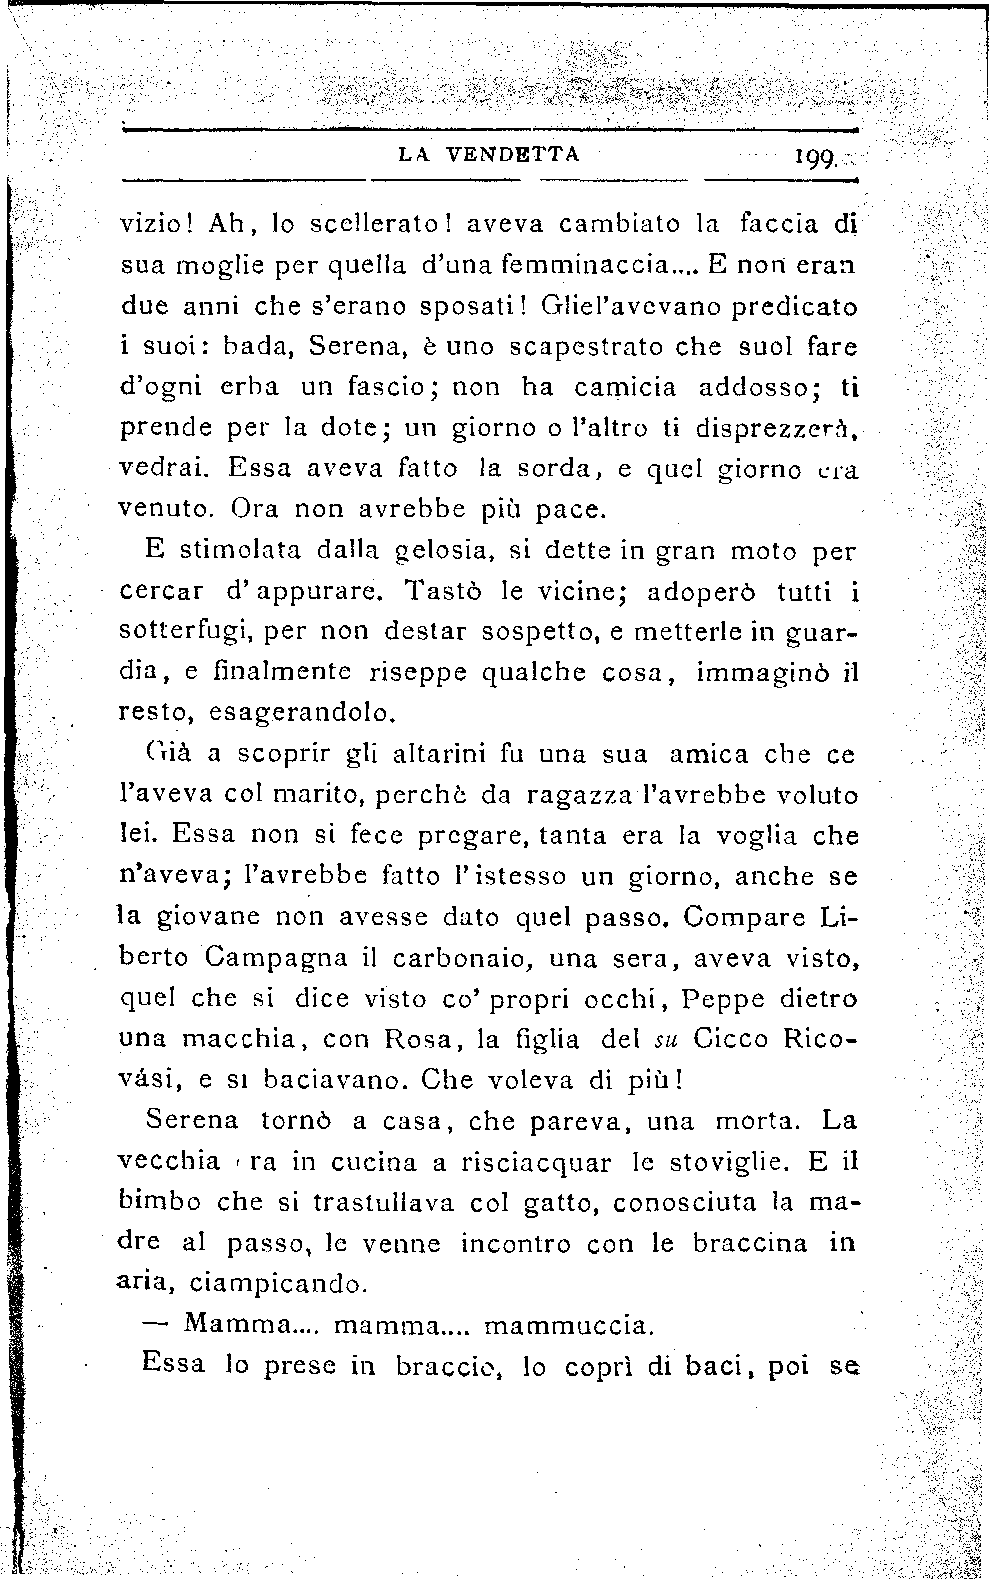 LA VENDETTA 199.
vizio! Ah, lo scellerato! aveva cambiato la faccia di
sua moglie per quella d'una femminaccia.... E non eran
due anni che s'erano sposati! Gliel'avevano predicato
i suoi: bada, Serena, è uno scapestrato che suol fare
d'ogni erba un fascio; non ha camicia addosso; ti
prende per la dote; un giorno o l'altro ti disprezzerà,
vedrai. Essa aveva fatto la sorda, e quel giorno era
venuto. Ora non avrebbe più pace.
E stimolata dalla gelosia, si dette in gran moto per
cercar d'appurare. Tastò le vicine; adoperò tutti i
sotterfugi, per non destar sospetto, e metterle in guar-
dia, e finalmente riseppe qualche cosa, immaginò il
resto, esagerandolo.
Già a scoprir gli altarini fu una sua amica che ce
l'aveva col marito, perchè da ragazza l'avrebbe voluto
lei. Essa non si fece pregare, tanta era la voglia che
n'aveva; l'avrebbe fatto l'istesso un giorno, anche se
la giovane non avesse dato quel passo. Compare Li-
berto Campagna il carbonaio, una sera, aveva visto,
quel che si dice visto co' propri occhi, Peppe dietro
una macchia, con Rosa, la figlia del su Cicco Rico-
vási, e si baciavano. Che voleva di più!
Serena tornò a casa, che pareva, una morta. La
vecchia era in cucina a risciacquar le stoviglie. E il
bimbo che si trastullava col gatto, conosciuta la ma-
dre al passo, le venne incontro con le braccina in
aria, ciampicando.
— Mamma.... mamma.... mammuccia.
Essa lo prese in braccio, lo coprì di baci, poi se